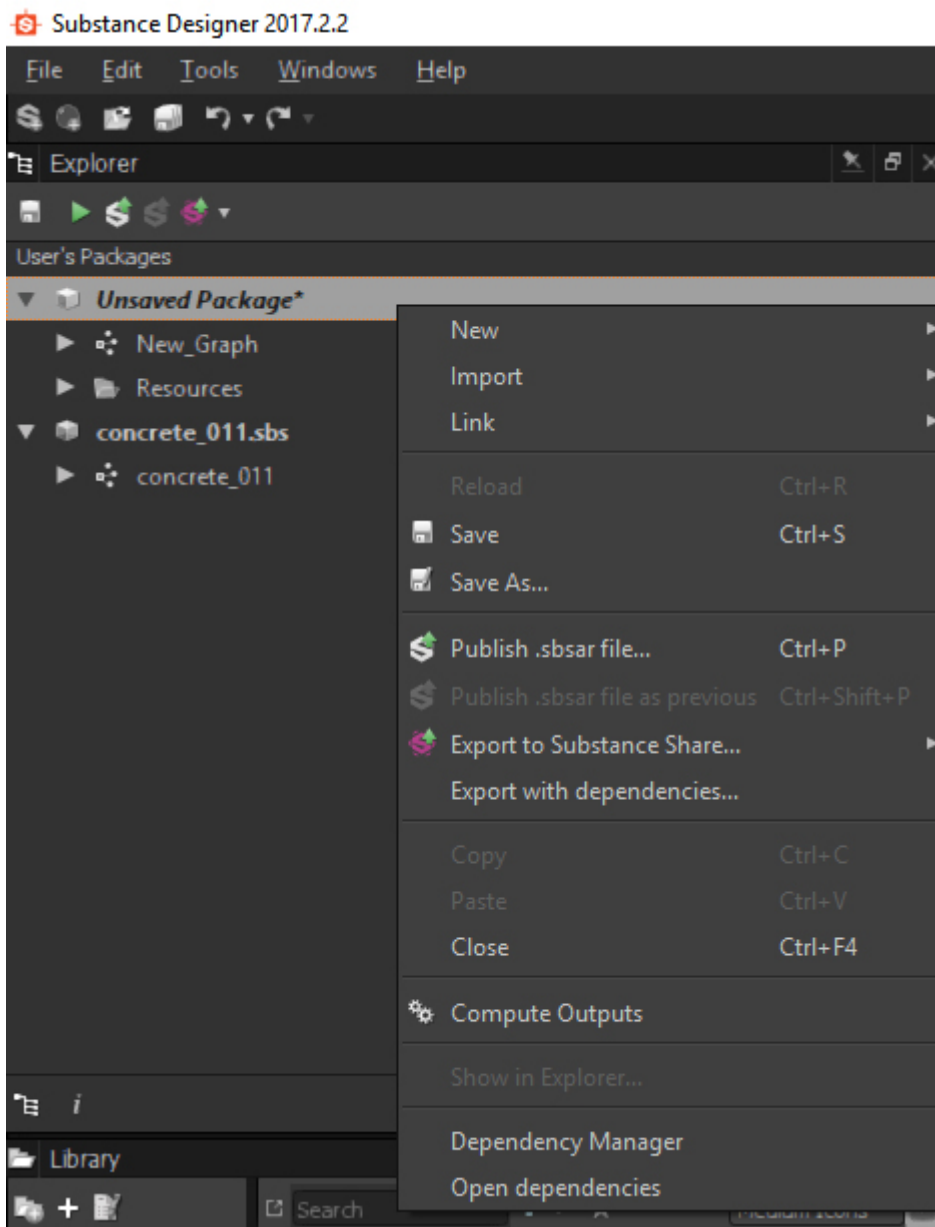 Substance Designer 2017.2.2
File Edit Tools Windows Help
Explorer
User's Packages
Unsaved Package*
New_Graph
Resources
concrete_011.sbs
concrete_011
New
Import
Link
Reload Ctrl+R
Save Ctrl+S
Save As...
Publish .sbsar file... Ctrl+P
Publish .sbsar file as previous Ctrl+Shift+P
Export to Substance Share...
Export with dependencies...
Copy Ctrl+C
Paste Ctrl+V
Close Ctrl+F4
Compute Outputs
Show in Explorer...
Dependency Manager
Open dependencies
i
Library
Search
Medium Icons